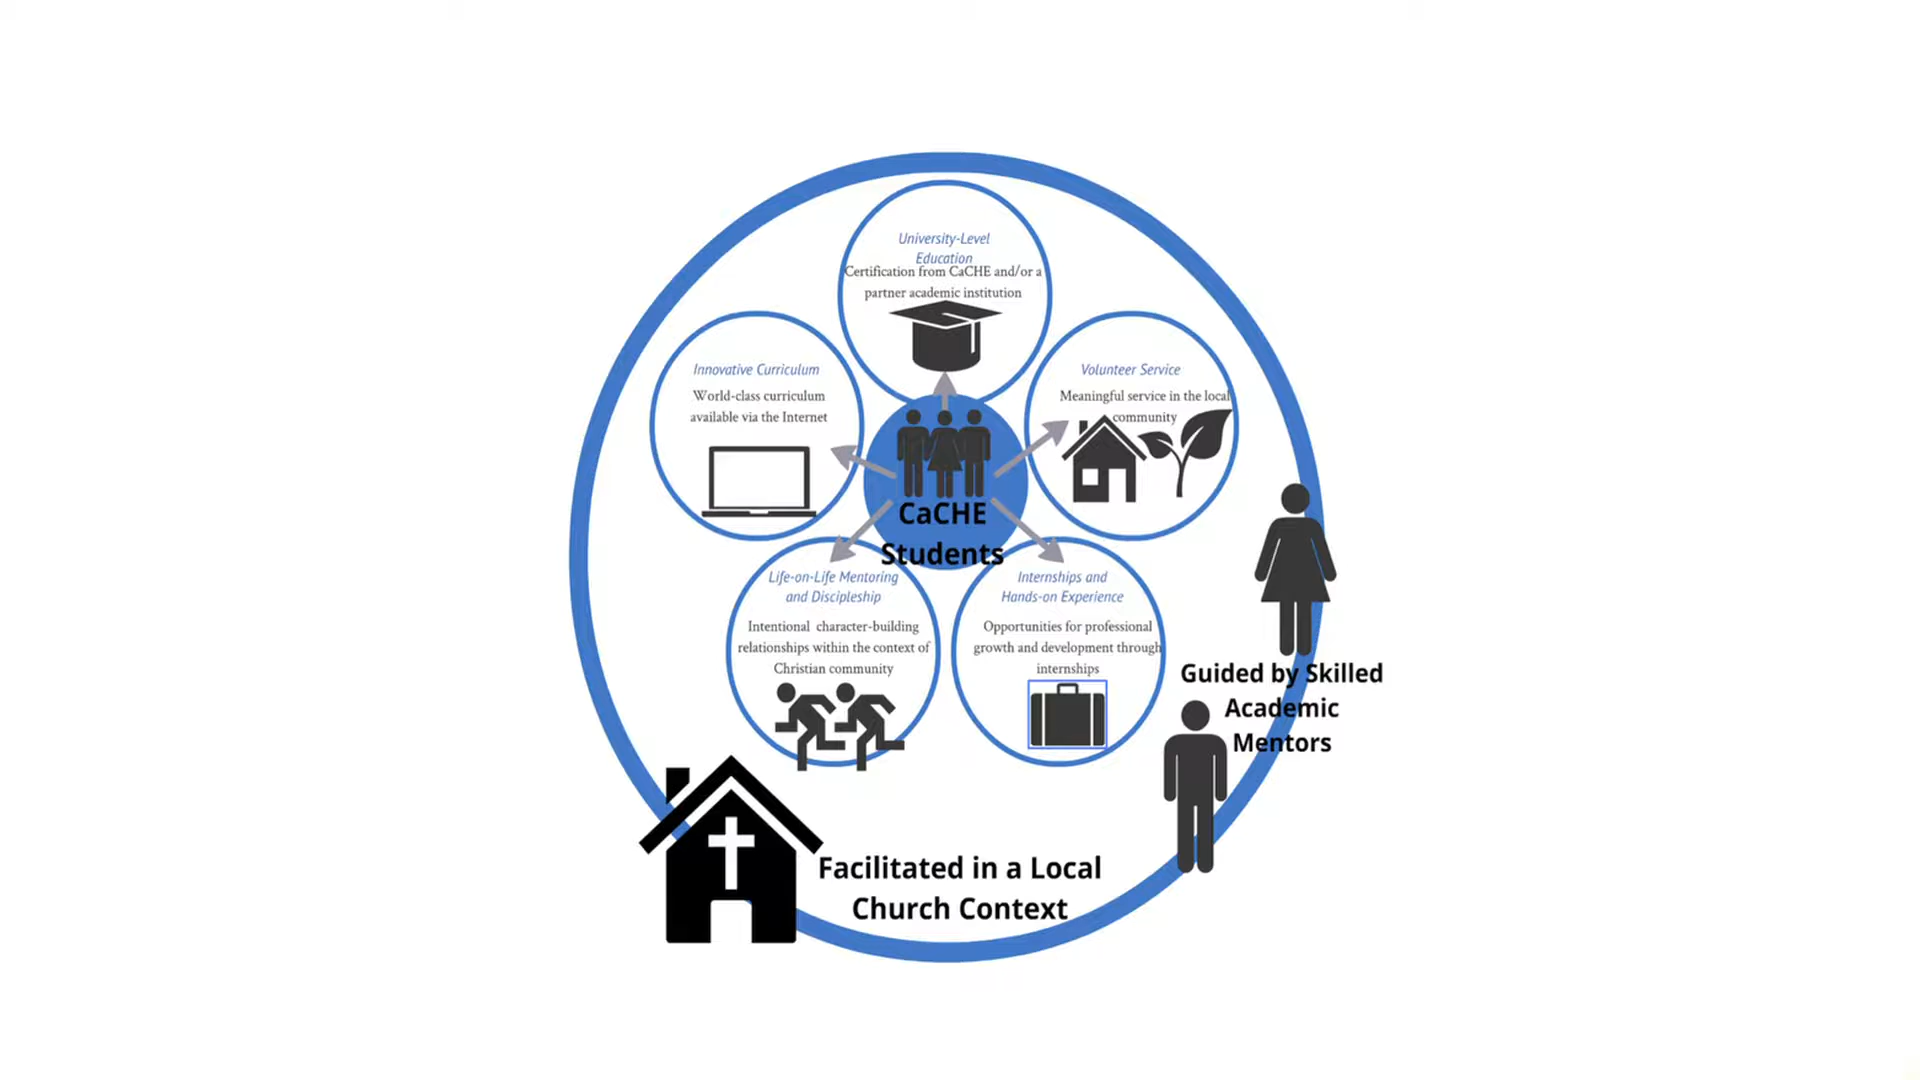 University-Level
Education
Certification from CaCHE and/or a
partner academic institution
Innovative Curriculum
World-class curriculum
available via the Internet
Volunteer Service
Meaningful service in the local
community
CaCHE
Students
Life-on-Life Mentoring
and Discipleship
Intentional character-building
relationships within the context of
Christian community
Internships and
Hands-on Experience
Opportunities for professional
growth and development through
internships
Guided by Skilled
Academic
Mentors
Facilitated in a Local
Church Context